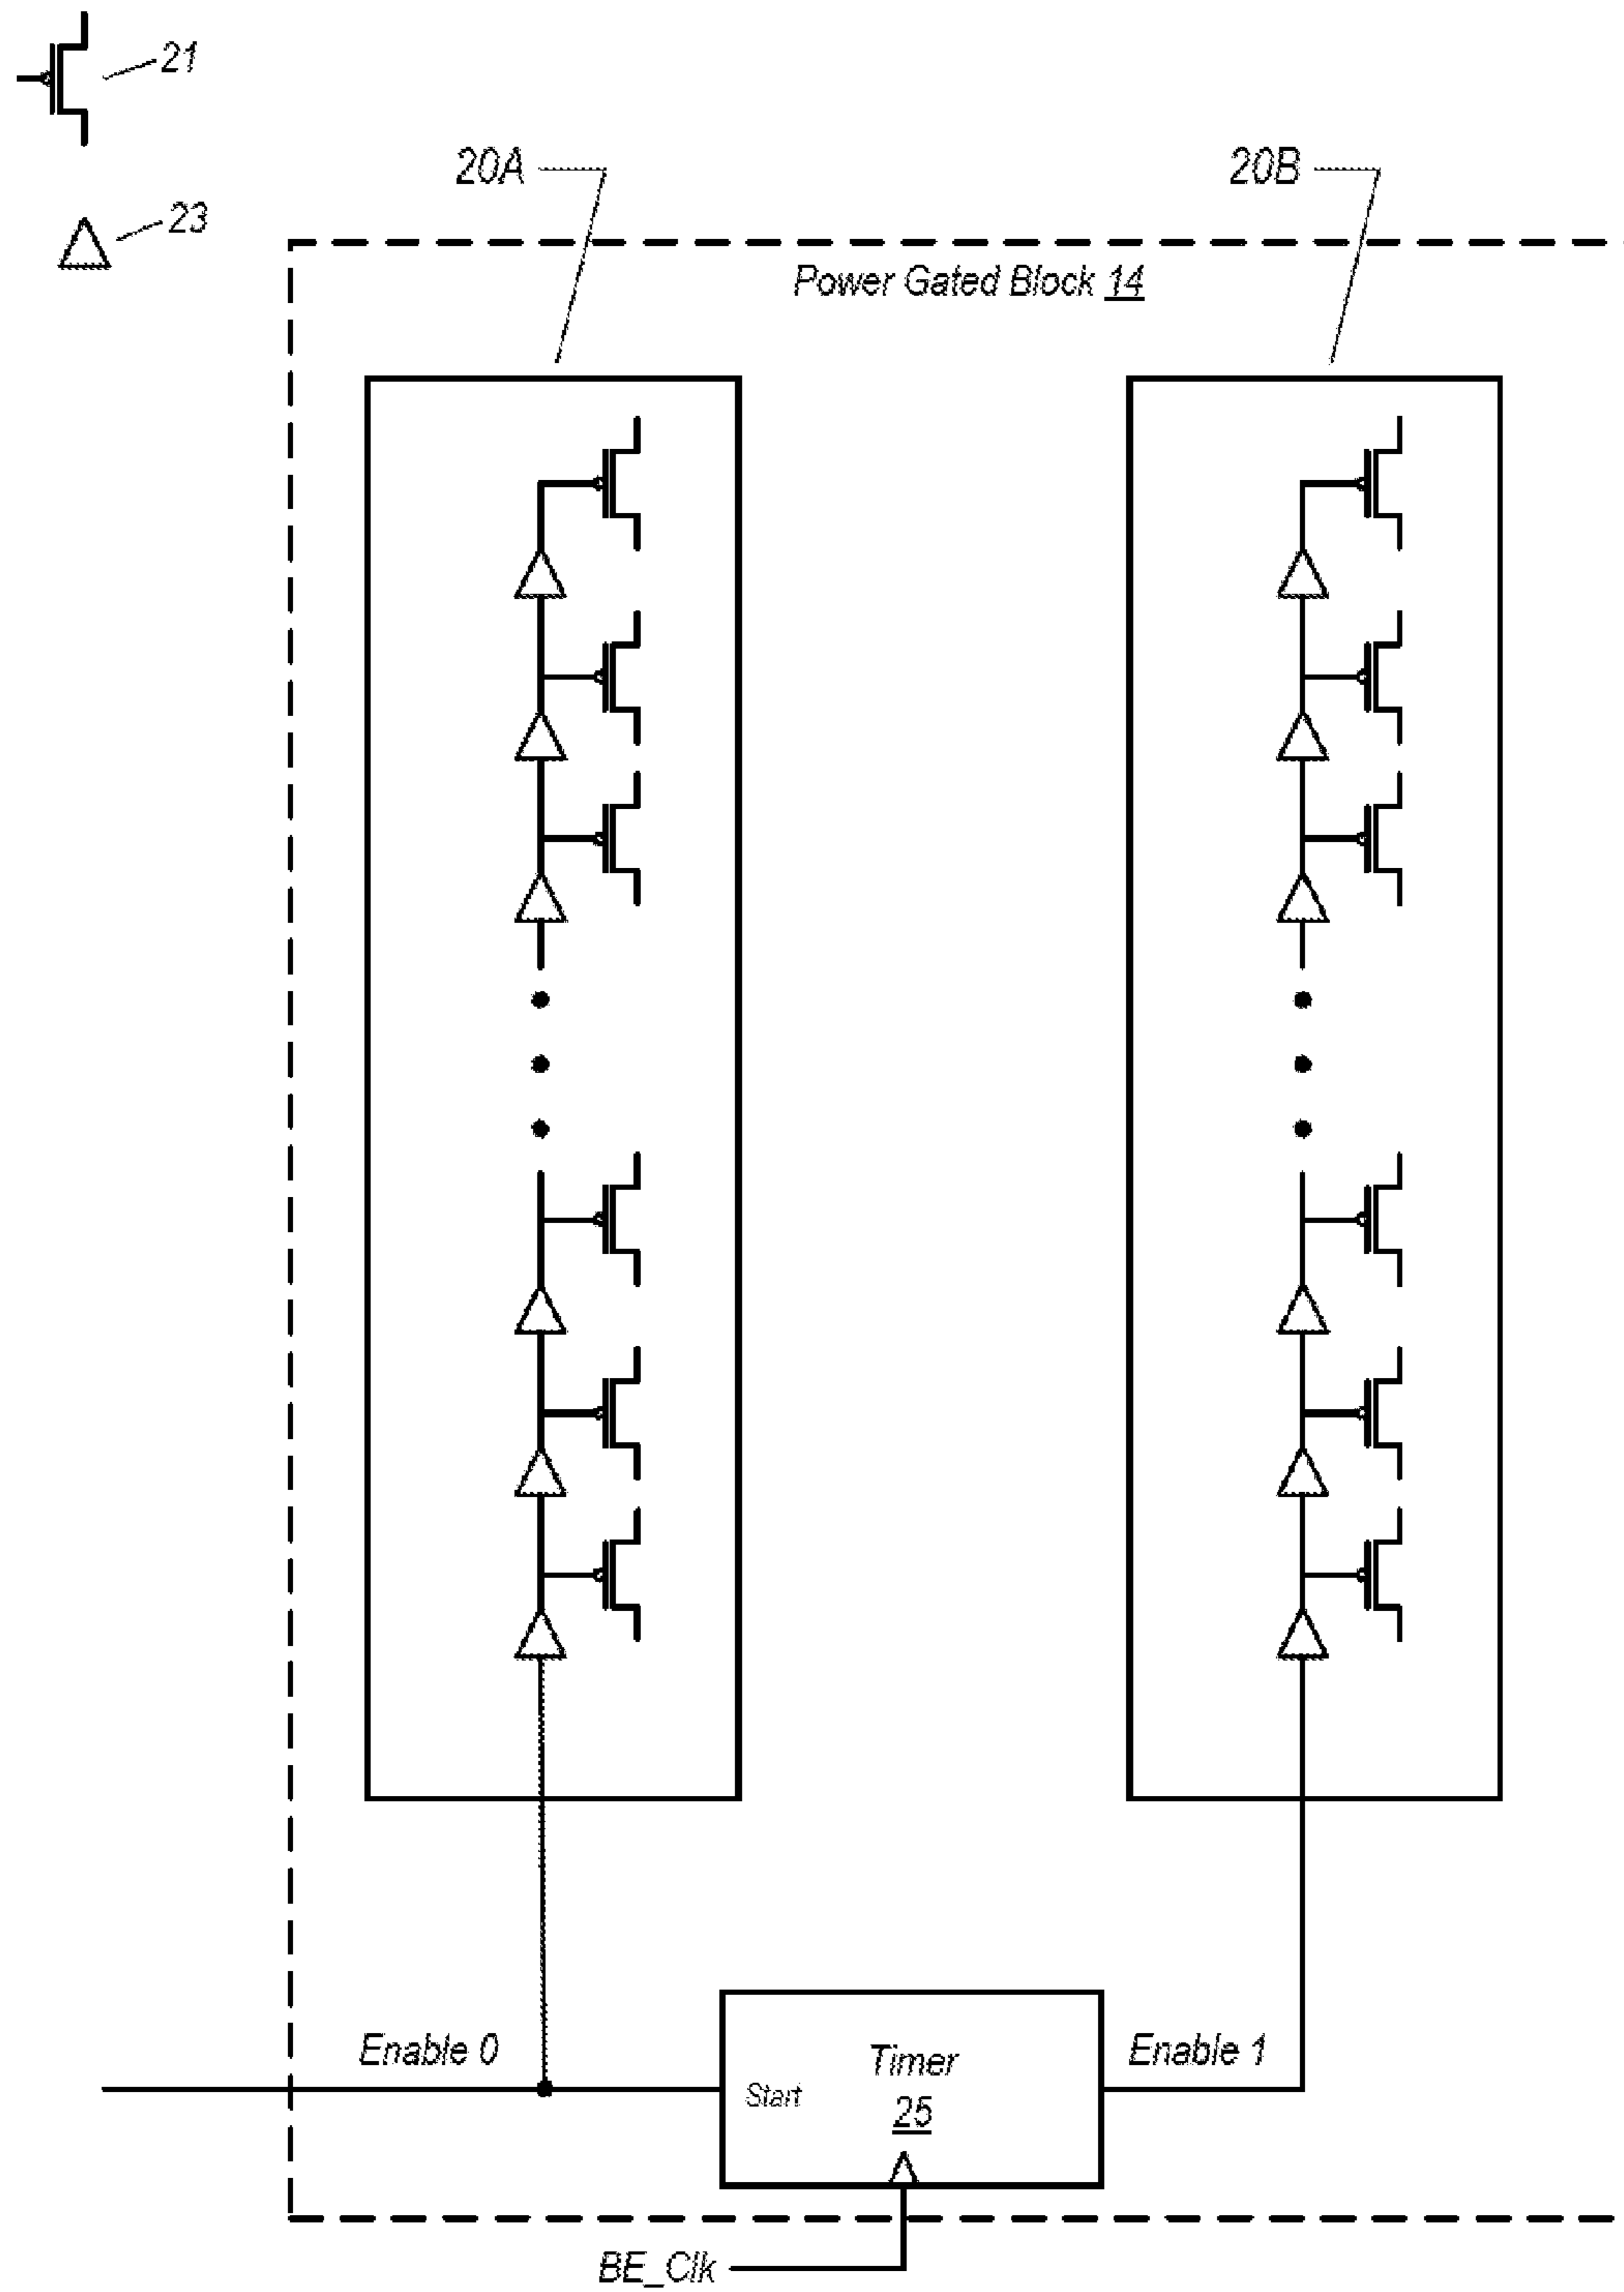 21
20A
20B
23
Power Gated Block 14
Enable 0
Timer
Enable 1
Start
25
BE_Clk